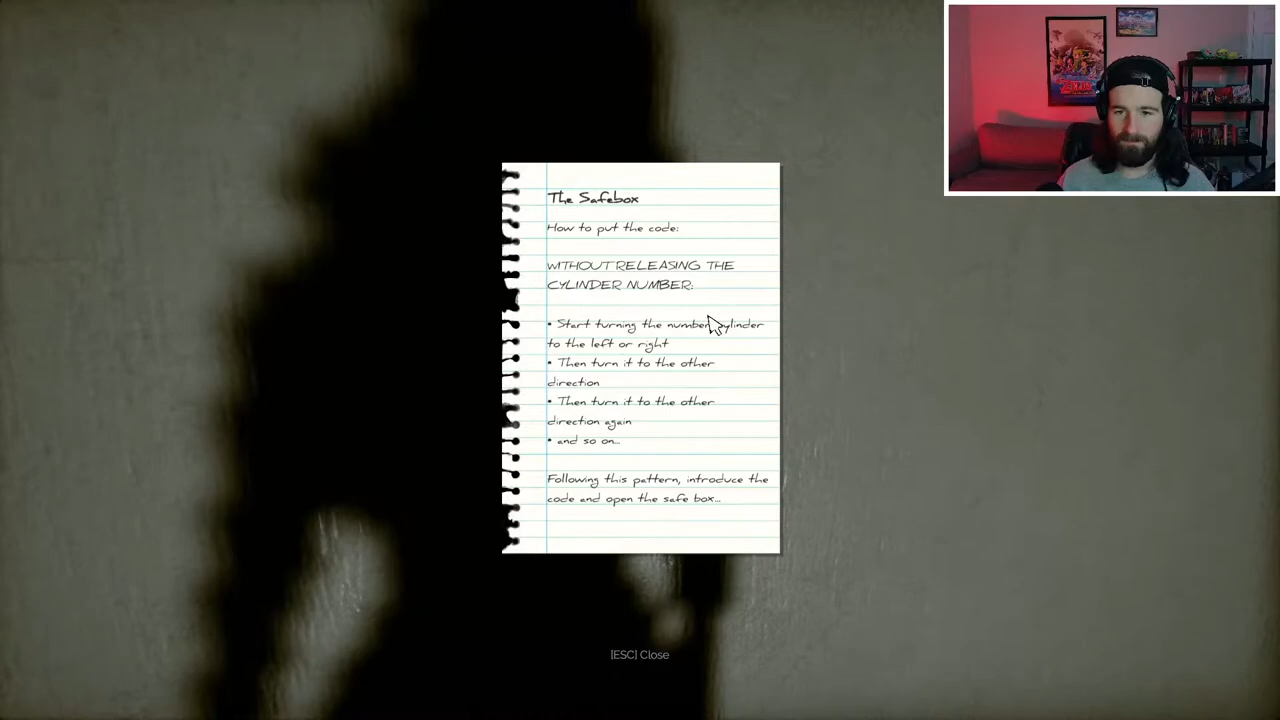 The Safebox
How to put the code:
WITHOUT RELEASING THE
CYLINDER NUMBER:
• Start turning the number cylinder
to the left or right
• Then turn it to the other
direction
• Then turn it to the other
direction again
• and so on...
Following this pattern, introduce the
code and open the safe box...
[ESC] Close